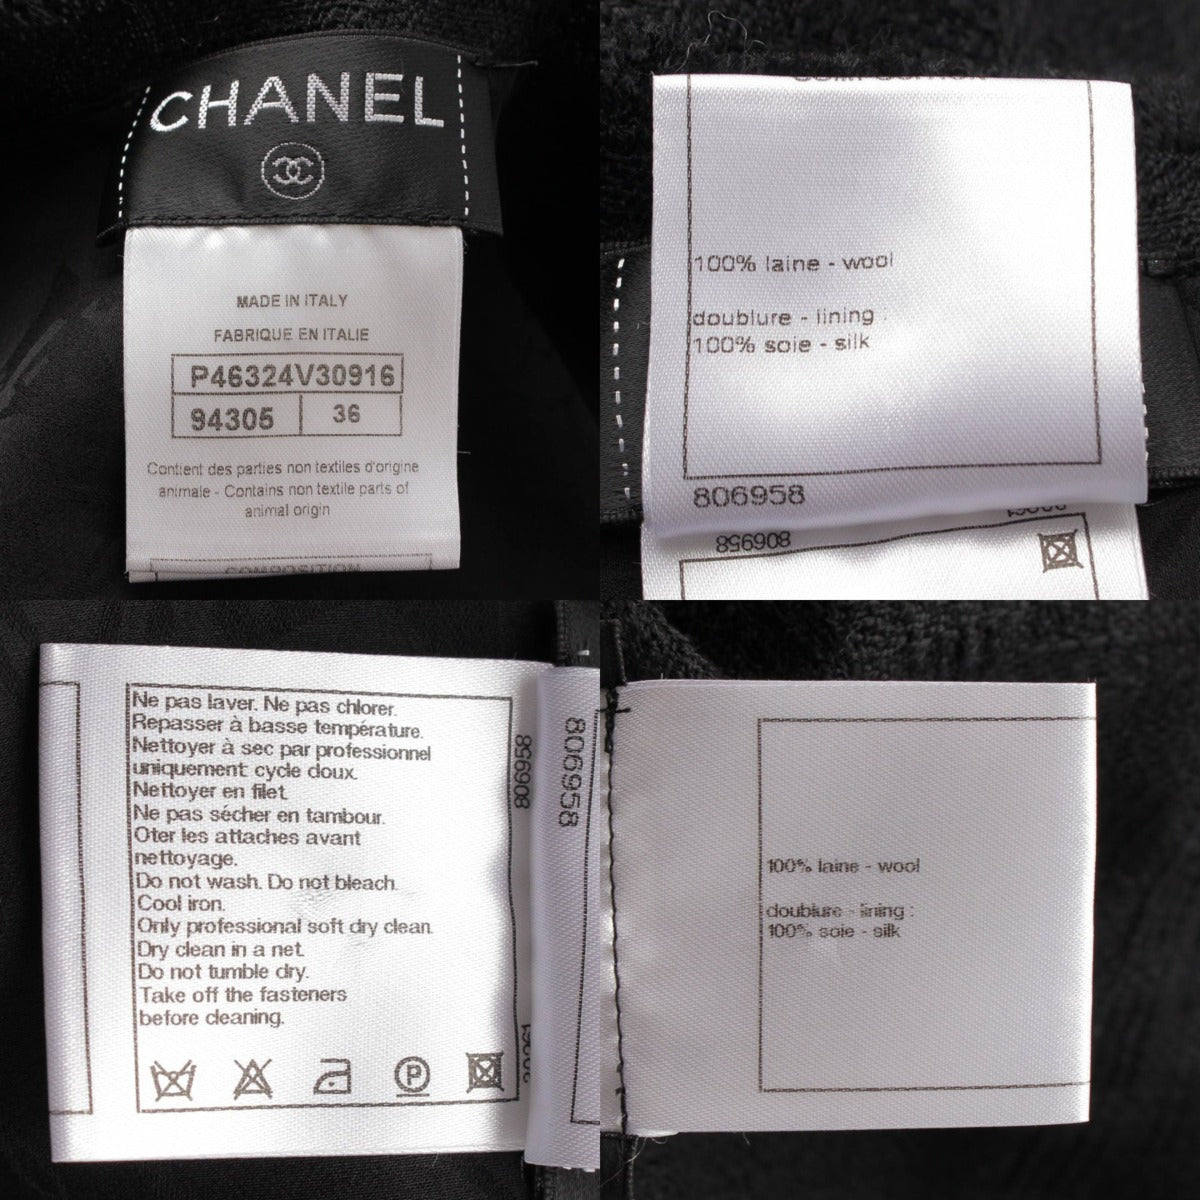 CHANEL
MADE IN ITALY
FABRIQUE EN ITALIE
P46324V30916
94305 36
Contient des parties non textiles d'origine
animale - Contains non textile parts of
animal origin
COMPOSITION
COMPOSITION
100% laine - wool
doublure - lining :
100% soie - silk
806958
806958
Ne pas laver. Ne pas chlorer.
Repasser à basse température.
Nettoyer à sec par professionnel
uniquement: cycle doux.
Nettoyer en filet.
Ne pas sécher en tambour.
Oter les attaches avant
nettoyage.
Do not wash. Do not bleach.
Cool iron.
Only professional soft dry clean.
Dry clean in a net.
Do not tumble dry.
Take off the fasteners
before cleaning.
P
806958
806958
100% laine - wool
doublure - lining :
100% soie - silk